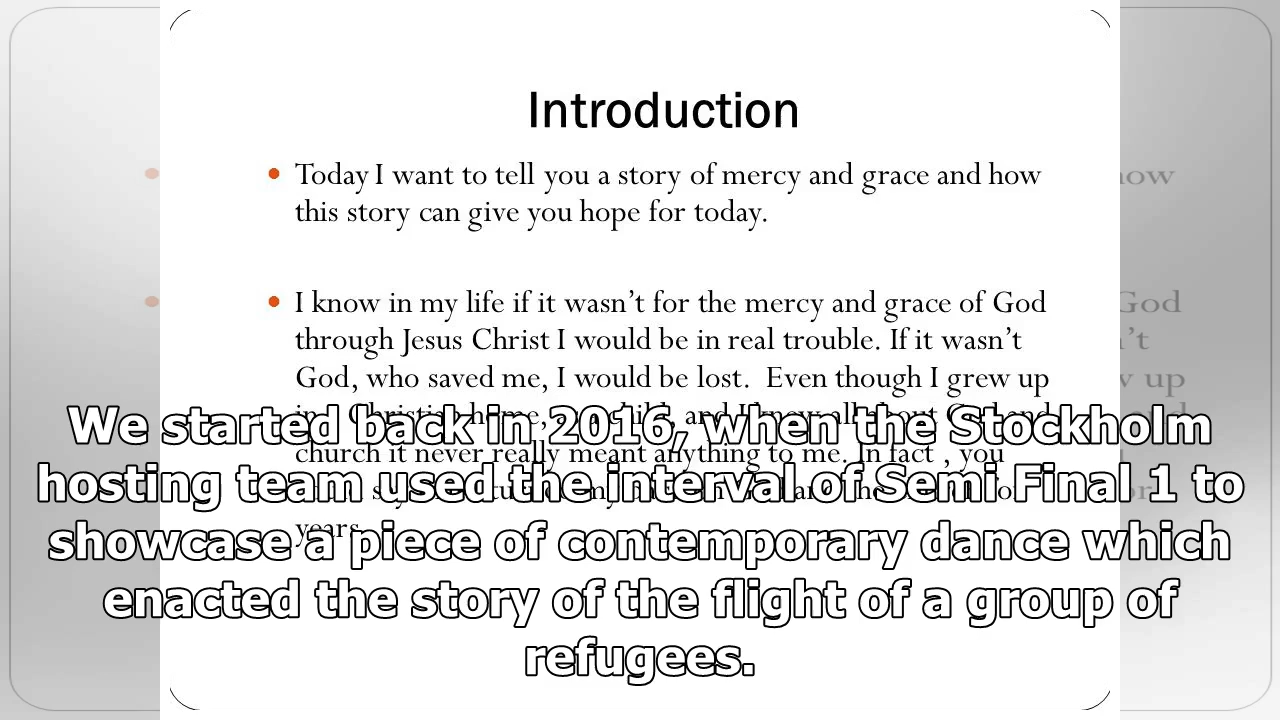 Introduction
Today I want to tell you a story of mercy and grace and how
this story can give you hope for today.
I know in my life if it wasn’t for the mercy and grace of God
through Jesus Christ I would be in real trouble. If it wasn’t
God, who saved me, I would be lost. Even though I grew up
church it never really meant anything to me. In fact , you
years.
We started back in 2016, when the Stockholm
hosting team used the interval of Semi Final 1 to
showcase a piece of contemporary dance which
enacted the story of the flight of a group of
refugees.